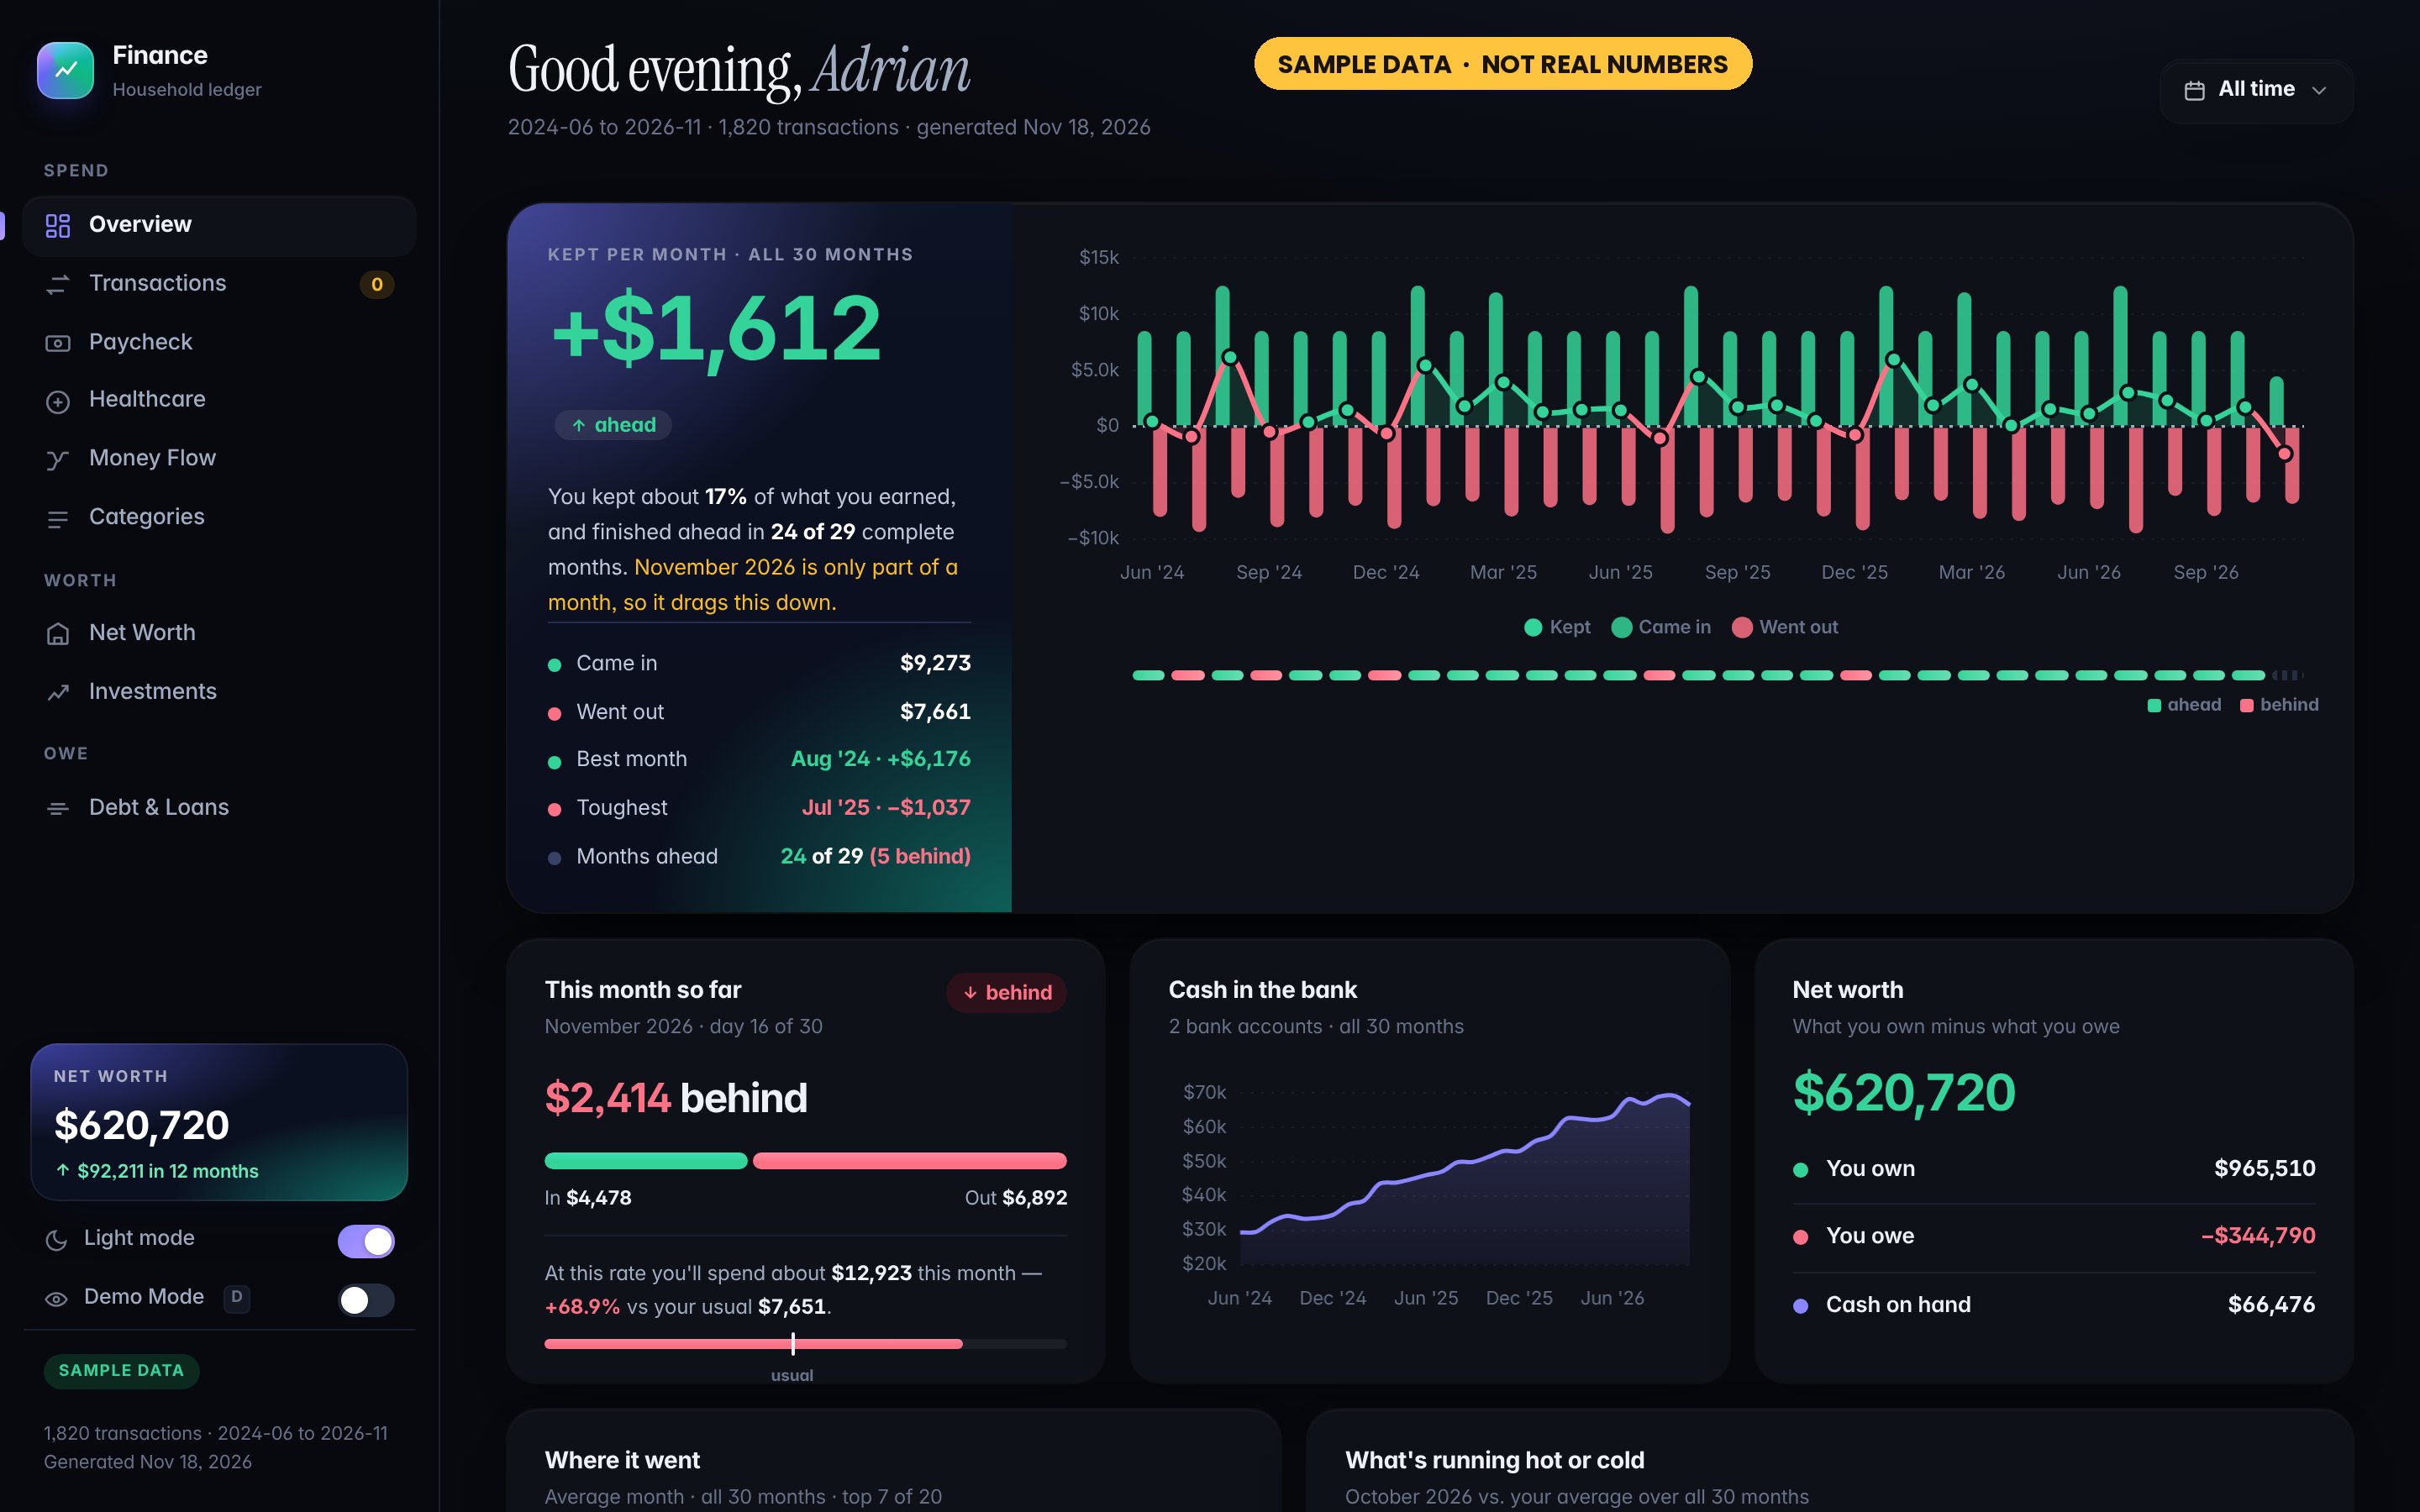 Finance
Household ledger
SPEND
Overview
Transactions 0
Paycheck
Healthcare
Money Flow
Categories
WORTH
Net Worth
Investments
OWE
Debt & Loans
NET WORTH
$620,720
↑ $92,211 in 12 months
Light mode
Demo Mode D
SAMPLE DATA
1,820 transactions · 2024-06 to 2026-11
Generated Nov 18, 2026
Good evening, Adrian
2024-06 to 2026-11 · 1,820 transactions · generated Nov 18, 2026
SAMPLE DATA · NOT REAL NUMBERS
All time
KEPT PER MONTH · ALL 30 MONTHS
+$1,612
↑ ahead
You kept about 17% of what you earned,
and finished ahead in 24 of 29 complete
months. November 2026 is only part of a
month, so it drags this down.
Came in $9,273
Went out $7,661
Best month Aug '24 · +$6,176
Toughest Jul '25 · −$1,037
Months ahead 24 of 29 (5 behind)
$15k
$10k
$5.0k
$0
−$5.0k
−$10k
Jun '24 Sep '24 Dec '24 Mar '25 Jun '25 Sep '25 Dec '25 Mar '26 Jun '26 Sep '26
Kept Came in Went out
ahead behind
This month so far
↓ behind
November 2026 · day 16 of 30
$2,414 behind
In $4,478 Out $6,892
At this rate you'll spend about $12,923 this month —
+68.9% vs your usual $7,651.
usual
Cash in the bank
2 bank accounts · all 30 months
$70k
$60k
$50k
$40k
$30k
$20k
Jun '24 Dec '24 Jun '25 Dec '25 Jun '26
Net worth
What you own minus what you owe
$620,720
You own $965,510
You owe −$344,790
Cash on hand $66,476
Where it went
Average month · all 30 months · top 7 of 20
What's running hot or cold
October 2026 vs. your average over all 30 months